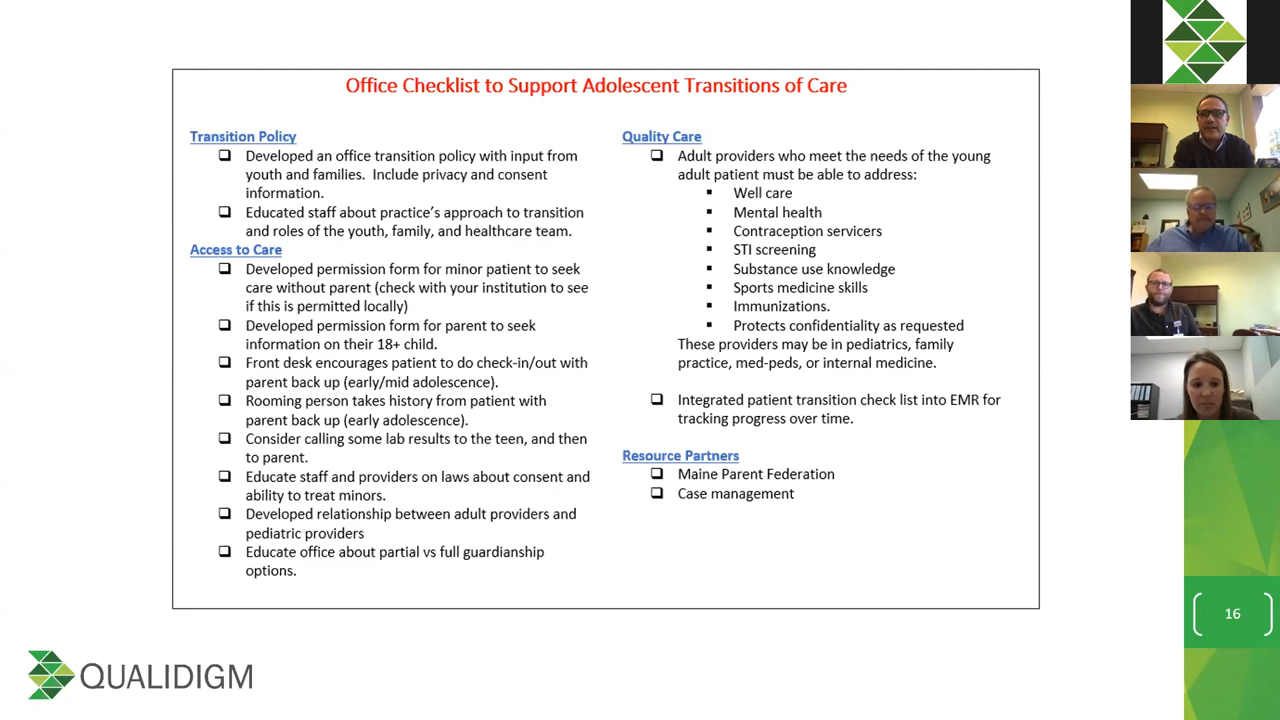 Office Checklist to Support Adolescent Transitions of Care
Transition Policy
Developed an office transition policy with input from
youth and families. Include privacy and consent
information.
Educated staff about practice's approach to transition
and roles of the youth, family, and healthcare team.
Access to Care
Developed permission form for minor patient to seek
care without parent (check with your institution to see
if this is permitted locally)
Developed permission form for parent to seek
information on their 18+ child.
Front desk encourages patient to do check-in/out with
parent back up (early/mid adolescence).
Rooming person takes history from patient with
parent back up (early adolescence).
Consider calling some lab results to the teen, and then
to parent.
Educate staff and providers on laws about consent and
ability to treat minors.
Developed relationship between adult providers and
pediatric providers
Educate office about partial vs full guardianship
options.
Quality Care
Adult providers who meet the needs of the young
adult patient must be able to address:
Well care
Mental health
Contraception servicers
STI screening
Substance use knowledge
Sports medicine skills
Immunizations.
Protects confidentiality as requested
These providers may be in pediatrics, family
practice, med-peds, or internal medicine.
Integrated patient transition check list into EMR for
tracking progress over time.
Resource Partners
Maine Parent Federation
Case management
16
QUALIDIGM